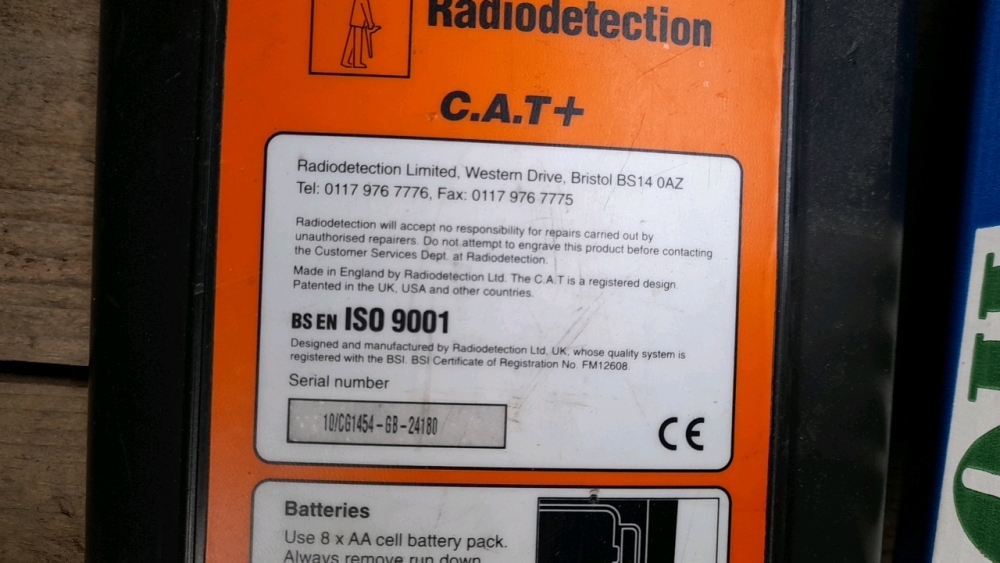 Radiodetection
C.A.T+
Radiodetection Limited, Western Drive, Bristol BS14 0AZ
Tel: 0117 976 7776, Fax: 0117 976 7775
Radiodetection will accept no responsibility for repairs carried out by
unauthorised repairers. Do not attempt to engrave this product before contacting
the Customer Services Dept. at Radiodetection.
Made in England by Radiodetection Ltd. The C.A.T is a registered design.
Patented in the UK, USA and other countries.
BS EN ISO 9001
Designed and manufactured by Radiodetection Ltd, UK, whose quality system is
registered with the BSI. BSI Certificate of Registration No. FM12608.
Serial number
10/CG1454-GB-24180
CE
Batteries
Use 8 x AA cell battery pack.
Always remove run down